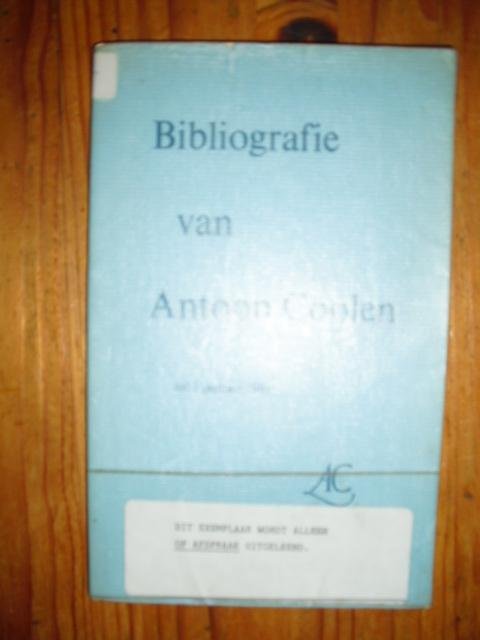 Bibliografie
van
Antoon Coolen
AC
DIT EXEMPLAAR WORDT ALLEEN
OP AFSPRAAK UITGELEEND.